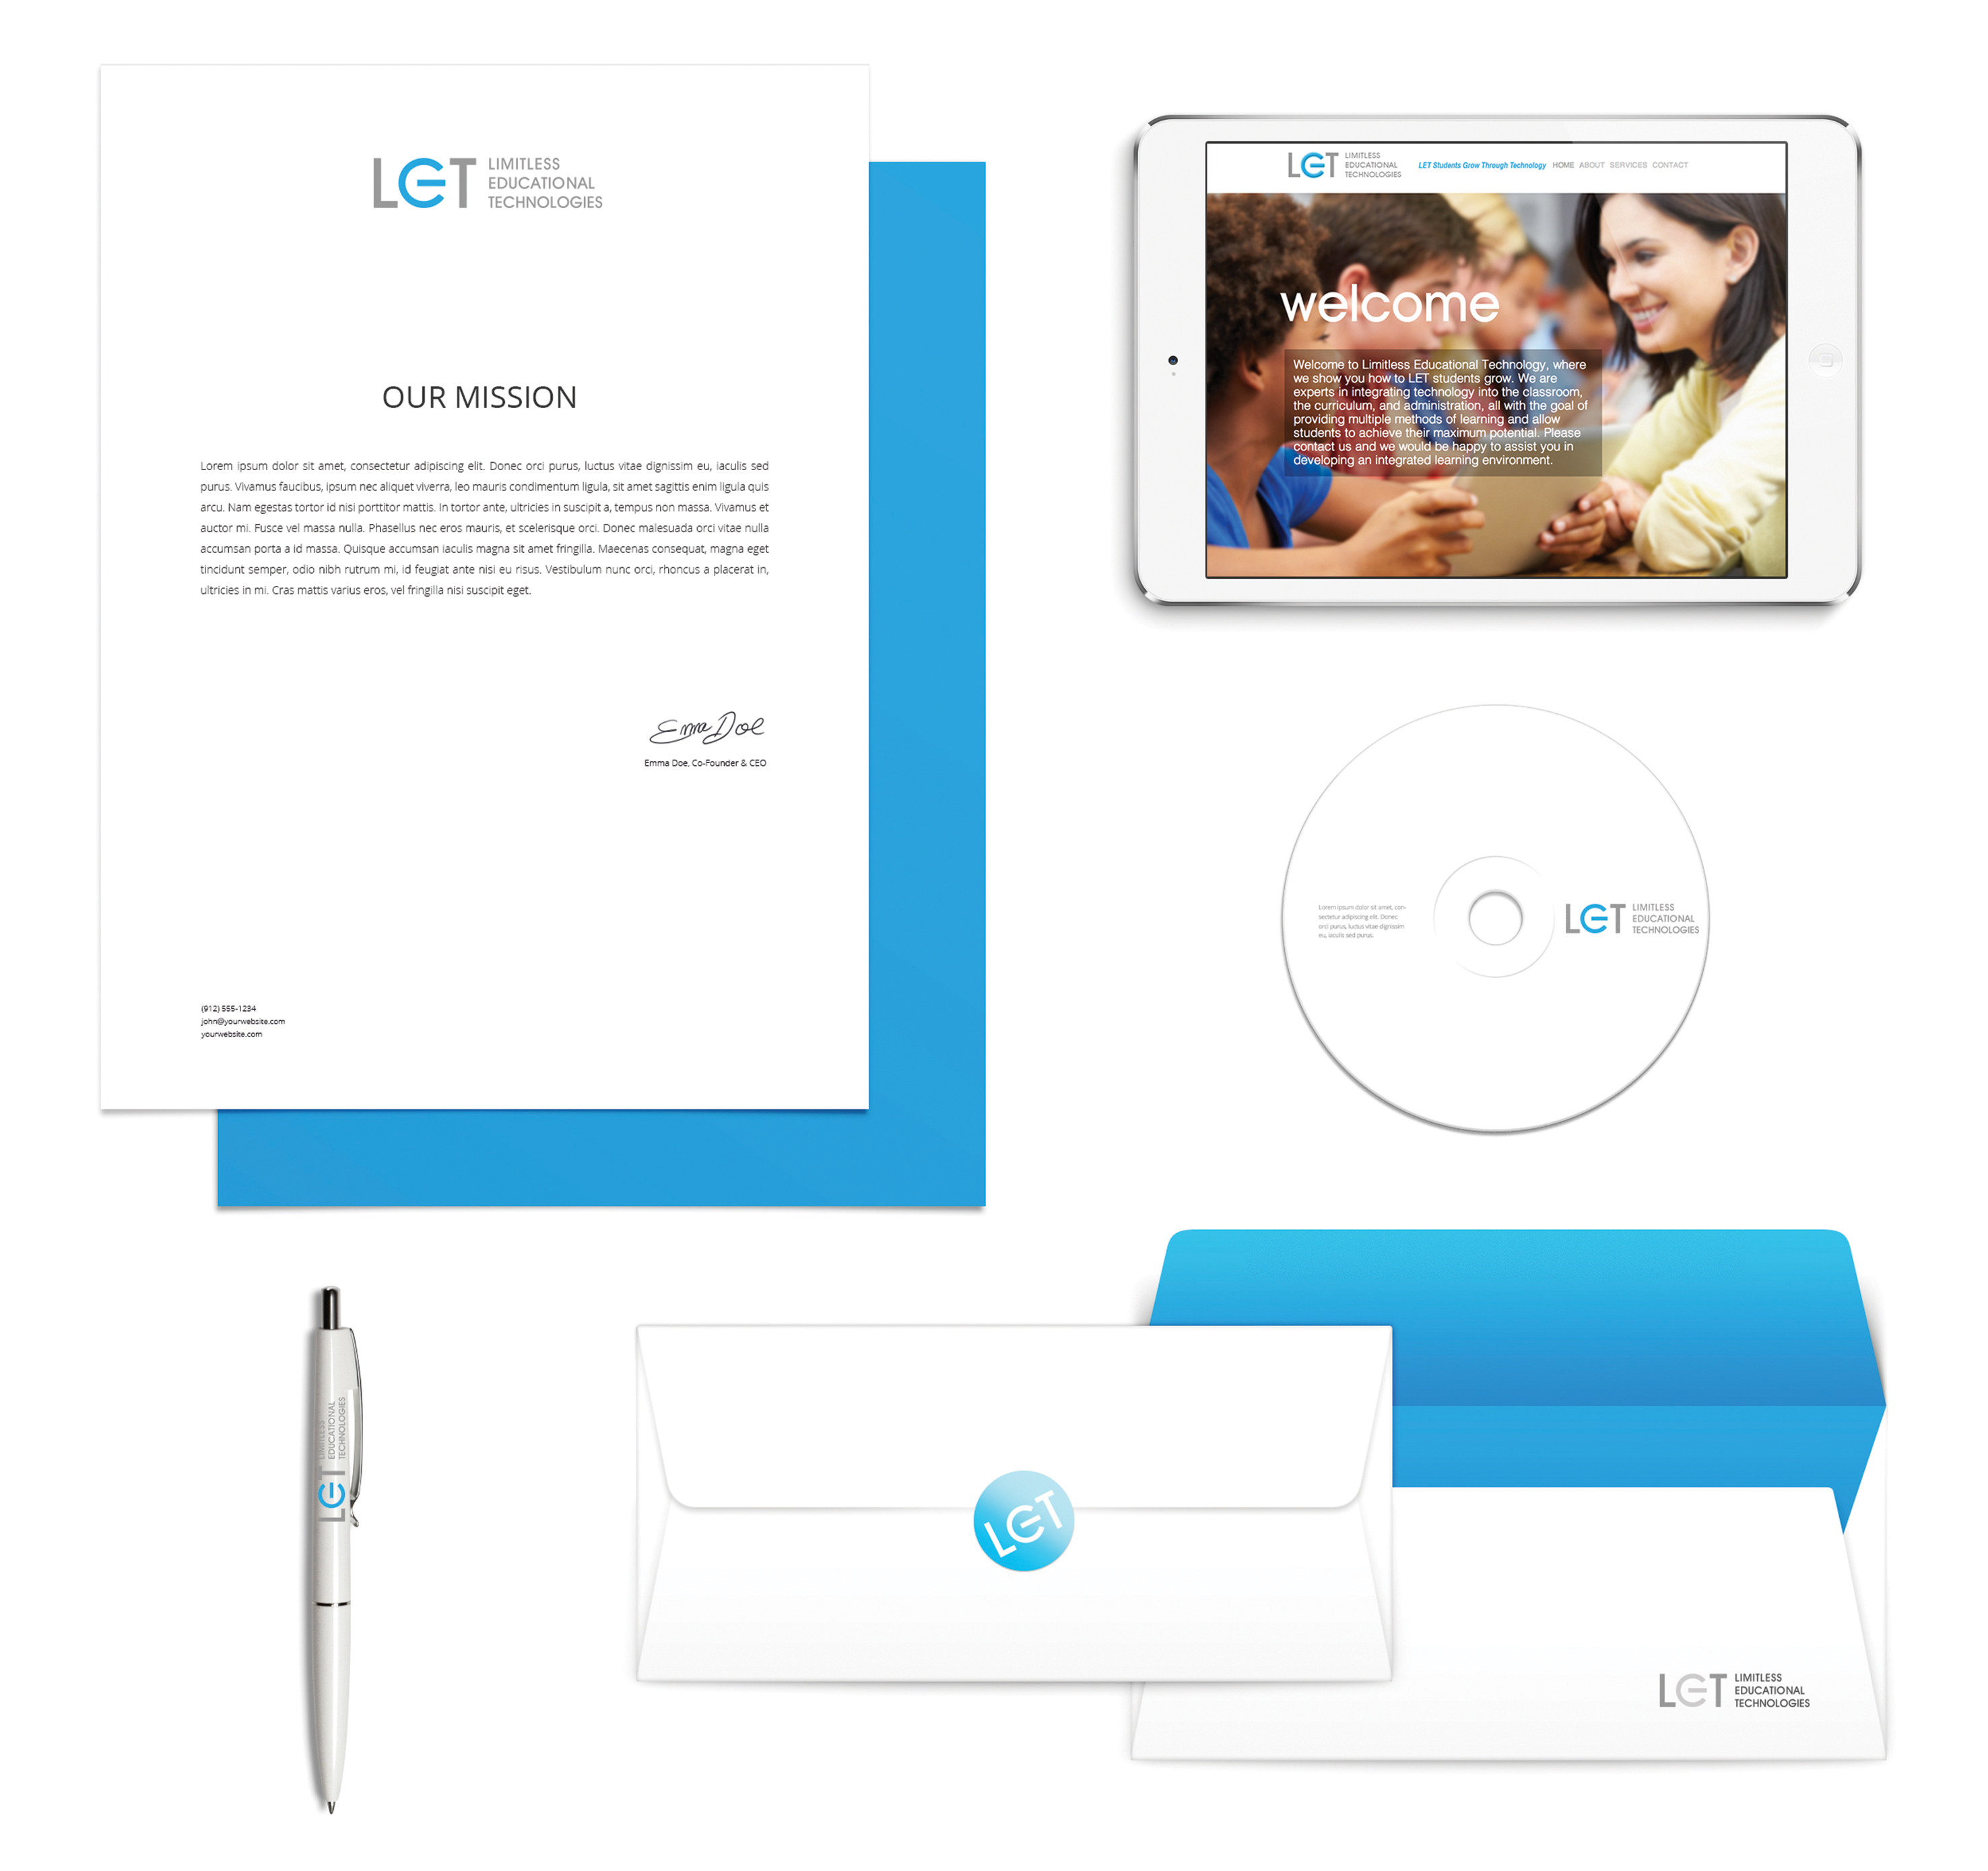 LET LIMITLESS
EDUCATIONAL
TECHNOLOGIES
OUR MISSION
Lorem ipsum dolor sit amet, consectetur adipiscing elit. Donec orci purus, luctus vitae dignissim eu, iaculis sed
purus. Vivamus faucibus, ipsum nec aliquet viverra, leo mauris condimentum ligula, sit amet sagittis enim ligula quis
arcu. Nam egestas tortor id nisi porttitor mattis. In tortor ante, ultricies in suscipit a, tempus non massa. Vivamus et
auctor mi. Fusce vel massa nulla. Phasellus nec eros mauris, et scelerisque orci. Donec malesuada orci vitae nulla
accumsan porta a id massa. Quisque accumsan iaculis magna sit amet fringilla. Maecenas consequat, magna eget
tincidunt semper, odio nibh rutrum mi, id feugiat ante nisi eu risus. Vestibulum nunc orci, rhoncus a placerat in,
ultricies in mi. Cras mattis varius eros, vel fringilla nisi suscipit eget.
Emma Doe
Emma Doe, Co-Founder & CEO
(912) 555-1234
john@yourwebsite.com
yourwebsite.com
LET LIMITLESS
EDUCATIONAL
TECHNOLOGIES
LET Students Grow Through Technology HOME ABOUT SERVICES CONTACT
welcome
Welcome to Limitless Educational Technology, where
we show you how to LET students grow. We are
experts in integrating technology into the classroom,
the curriculum, and administration, all with the goal of
providing multiple methods of learning and allow
students to achieve their maximum potential. Please
contact us and we would be happy to assist you in
developing an integrated learning environment.
Lorem ipsum dolor sit amet, con-
sectetur adipiscing elit. Donec
orci purus, luctus vitae dignissim
eu, iaculis sed purus.
LET LIMITLESS
EDUCATIONAL
TECHNOLOGIES
LET LIMITLESS
EDUCATIONAL
TECHNOLOGIES
LET
LET LIMITLESS
EDUCATIONAL
TECHNOLOGIES